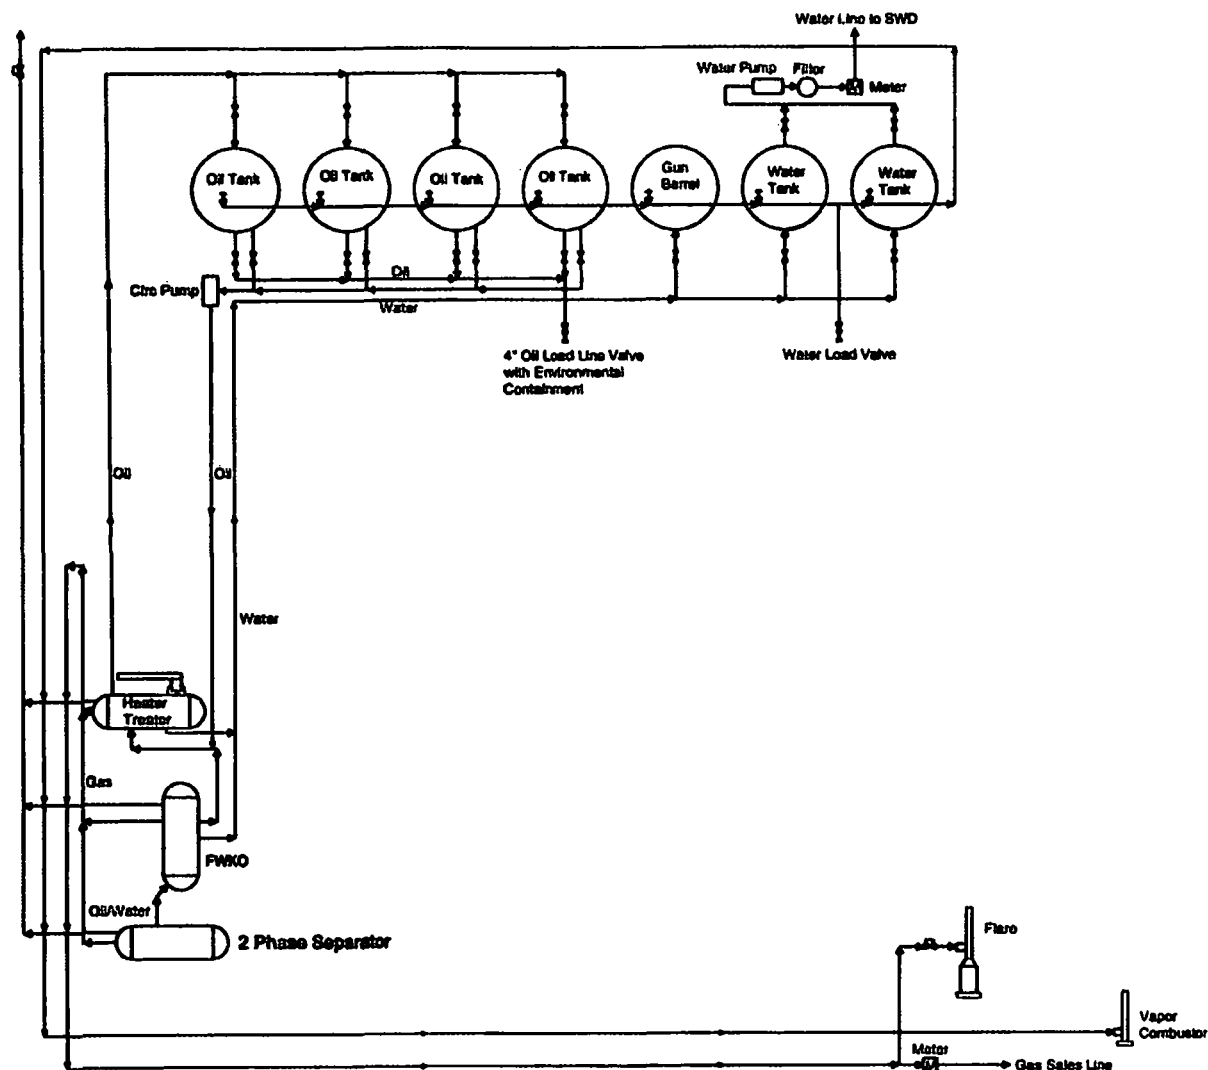 Water Line to SWD
Water Pump
Filter
Meter
Oil Tank
Oil Tank
Oil Tank
Oil Tank
Gun
Barrel
Water
Tank
Water
Tank
Oil
Circ Pump
Water
4" Oil Load Line Valve
with Environmental
Containment
Water Load Valve
Oil
Oil
Water
Heater
Treater
Gas
FWKO
Oil/Water
2 Phase Separator
Flare
Vapor
Combustor
Meter
Gas Sales Line